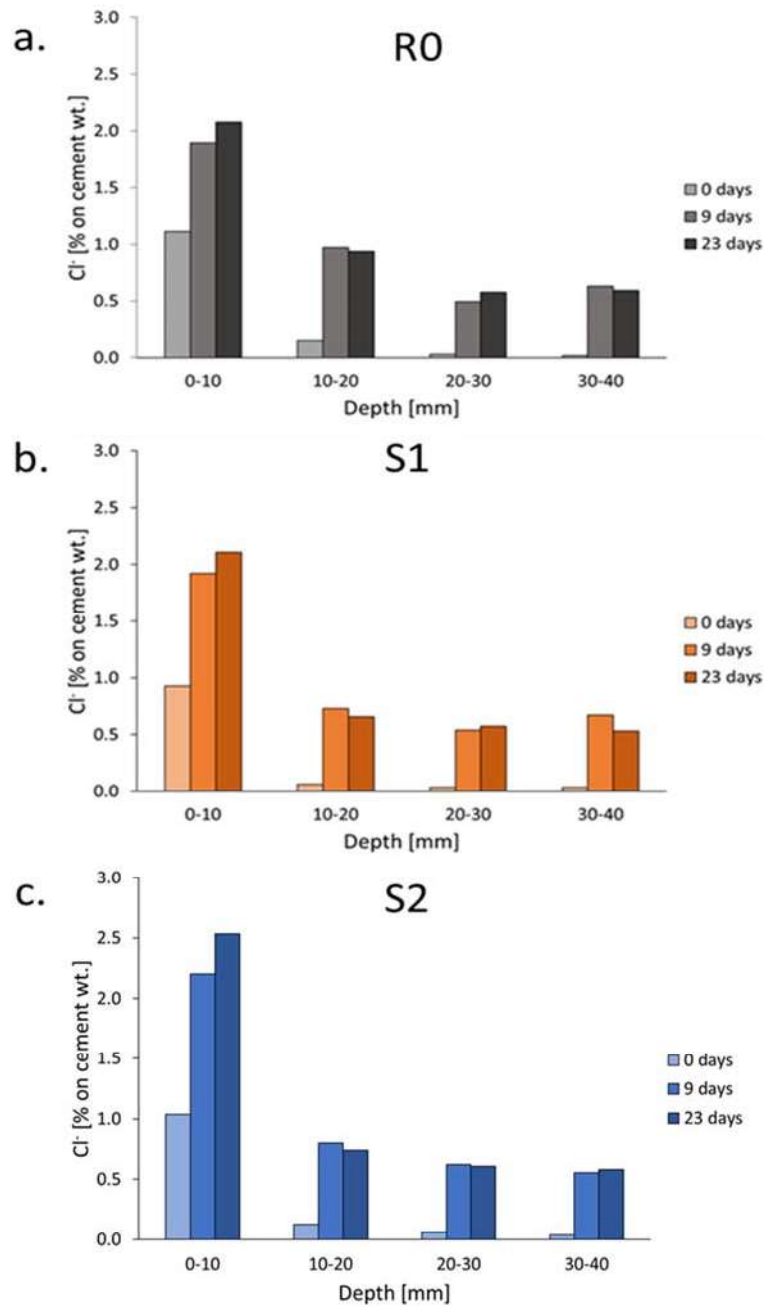 a.
R0
3.0
2.5
2.0
1.5
1.0
0.5
0.0
Cl- [% on cement wt.]
0-10 10-20 20-30 30-40
Depth [mm]
0 days
9 days
23 days
b.
S1
3.0
2.5
2.0
1.5
1.0
0.5
0.0
Cl- [% on cement wt.]
0-10 10-20 20-30 30-40
Depth [mm]
0 days
9 days
23 days
c.
S2
3.0
2.5
2.0
1.5
1.0
0.5
0.0
Cl- [% on cement wt.]
0-10 10-20 20-30 30-40
Depth [mm]
0 days
9 days
23 days